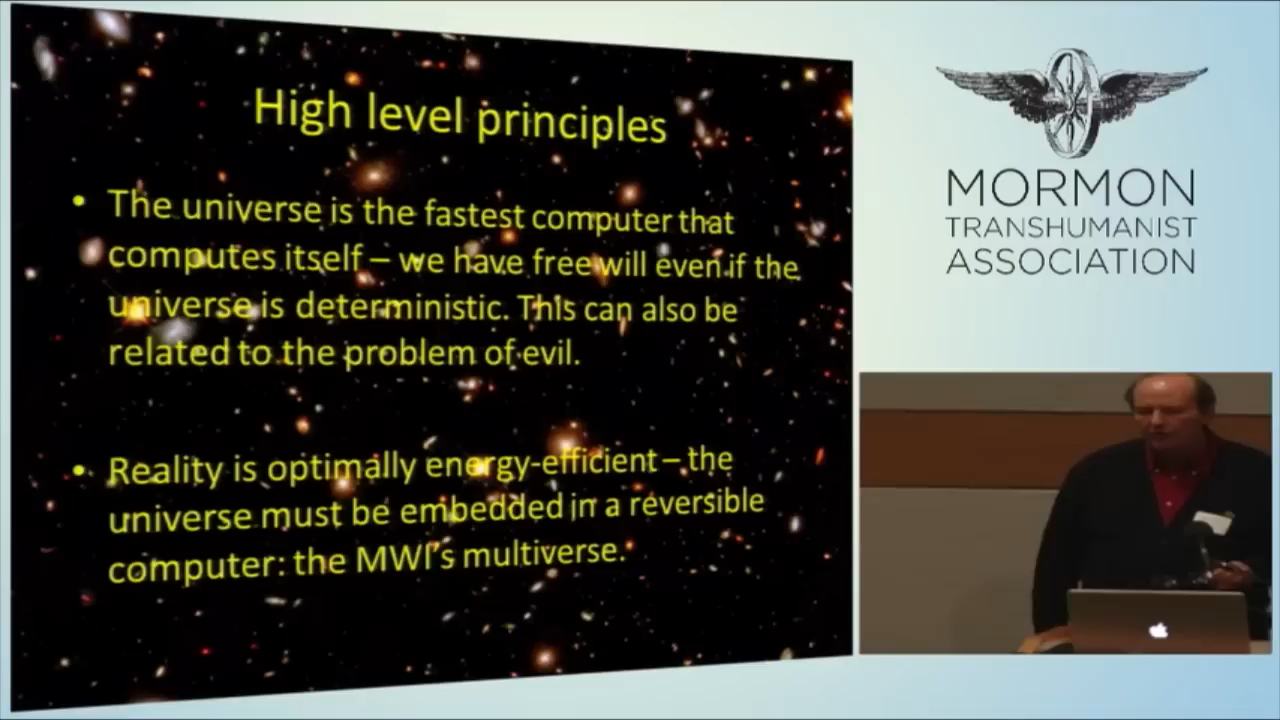 High level principles
• The universe is the fastest computer that
computes itself – we have free will even if the
universe is deterministic. This can also be
related to the problem of evil.
• Reality is optimally energy-efficient – the
universe must be embedded in a reversible
computer: the MWI's multiverse.
MORMON
TRANSHUMANIST
ASSOCIATION